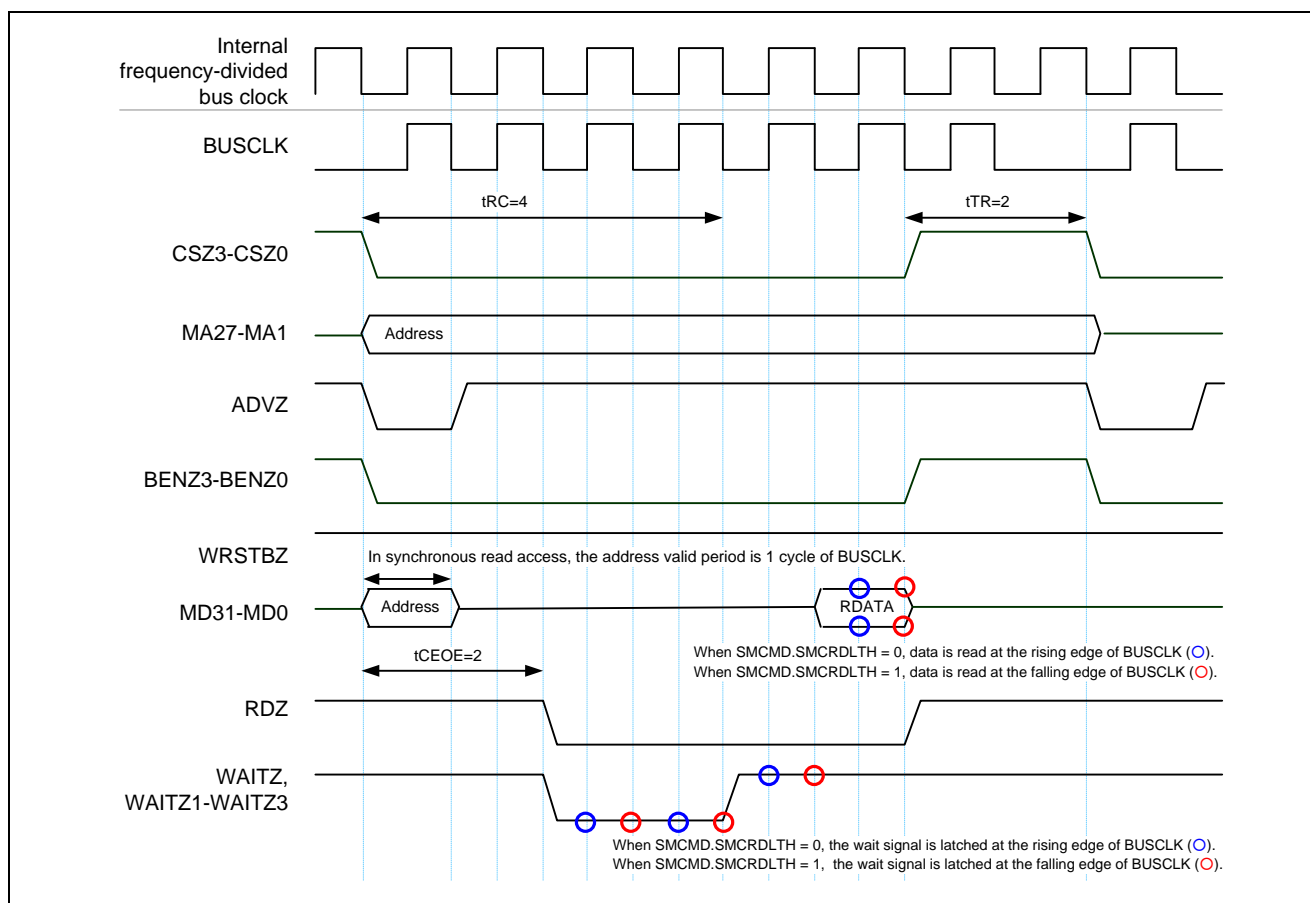 Internal
frequency-divided
bus clock
BUSCLK
tRC=4
tTR=2
CSZ3-CSZ0
MA27-MA1
Address
ADVZ
BENZ3-BENZ0
WRSTBZ
In synchronous read access, the address valid period is 1 cycle of BUSCLK.
MD31-MD0
Address
RDATA
When SMCMD.SMCRDLTH = 0, data is read at the rising edge of BUSCLK (O).
tCEOE=2
When SMCMD.SMCRDLTH = 1, data is read at the falling edge of BUSCLK (O).
RDZ
WAITZ,
WAITZ1-WAITZ3
When SMCMD.SMCRDLTH = 0, the wait signal is latched at the rising edge of BUSCLK (O).
When SMCMD.SMCRDLTH = 1, the wait signal is latched at the falling edge of BUSCLK (O).